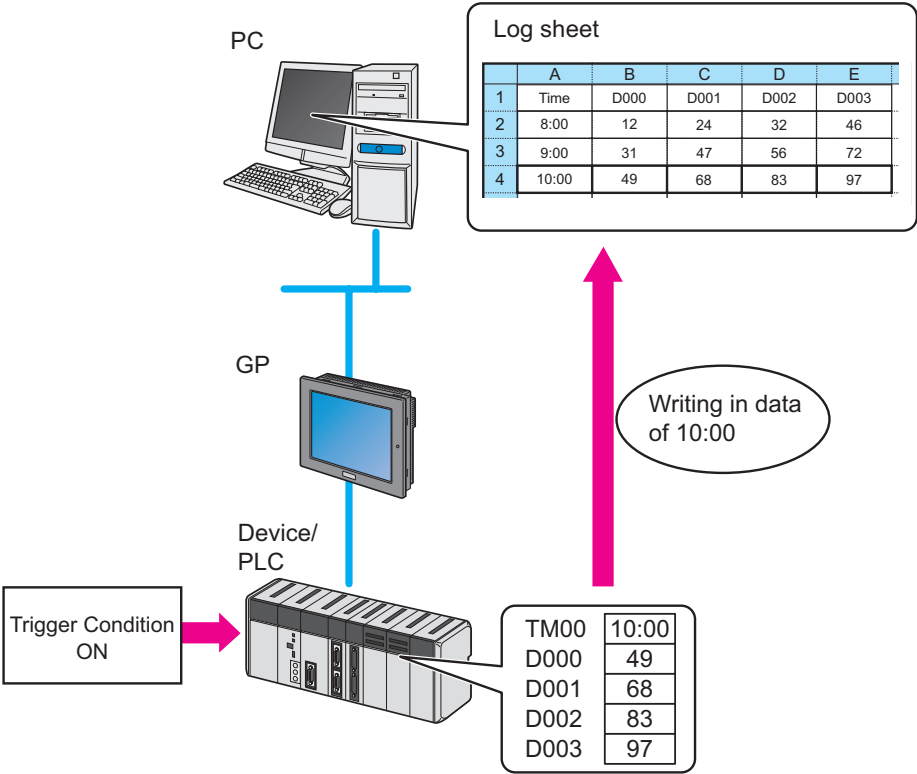 PC
Log sheet
A B C D E
1 Time D000 D001 D002 D003
2 8:00 12 24 32 46
3 9:00 31 47 56 72
4 10:00 49 68 83 97
GP
Writing in data
of 10:00
Device/
PLC
Trigger Condition
ON
TM00 10:00
D000 49
D001 68
D002 83
D003 97